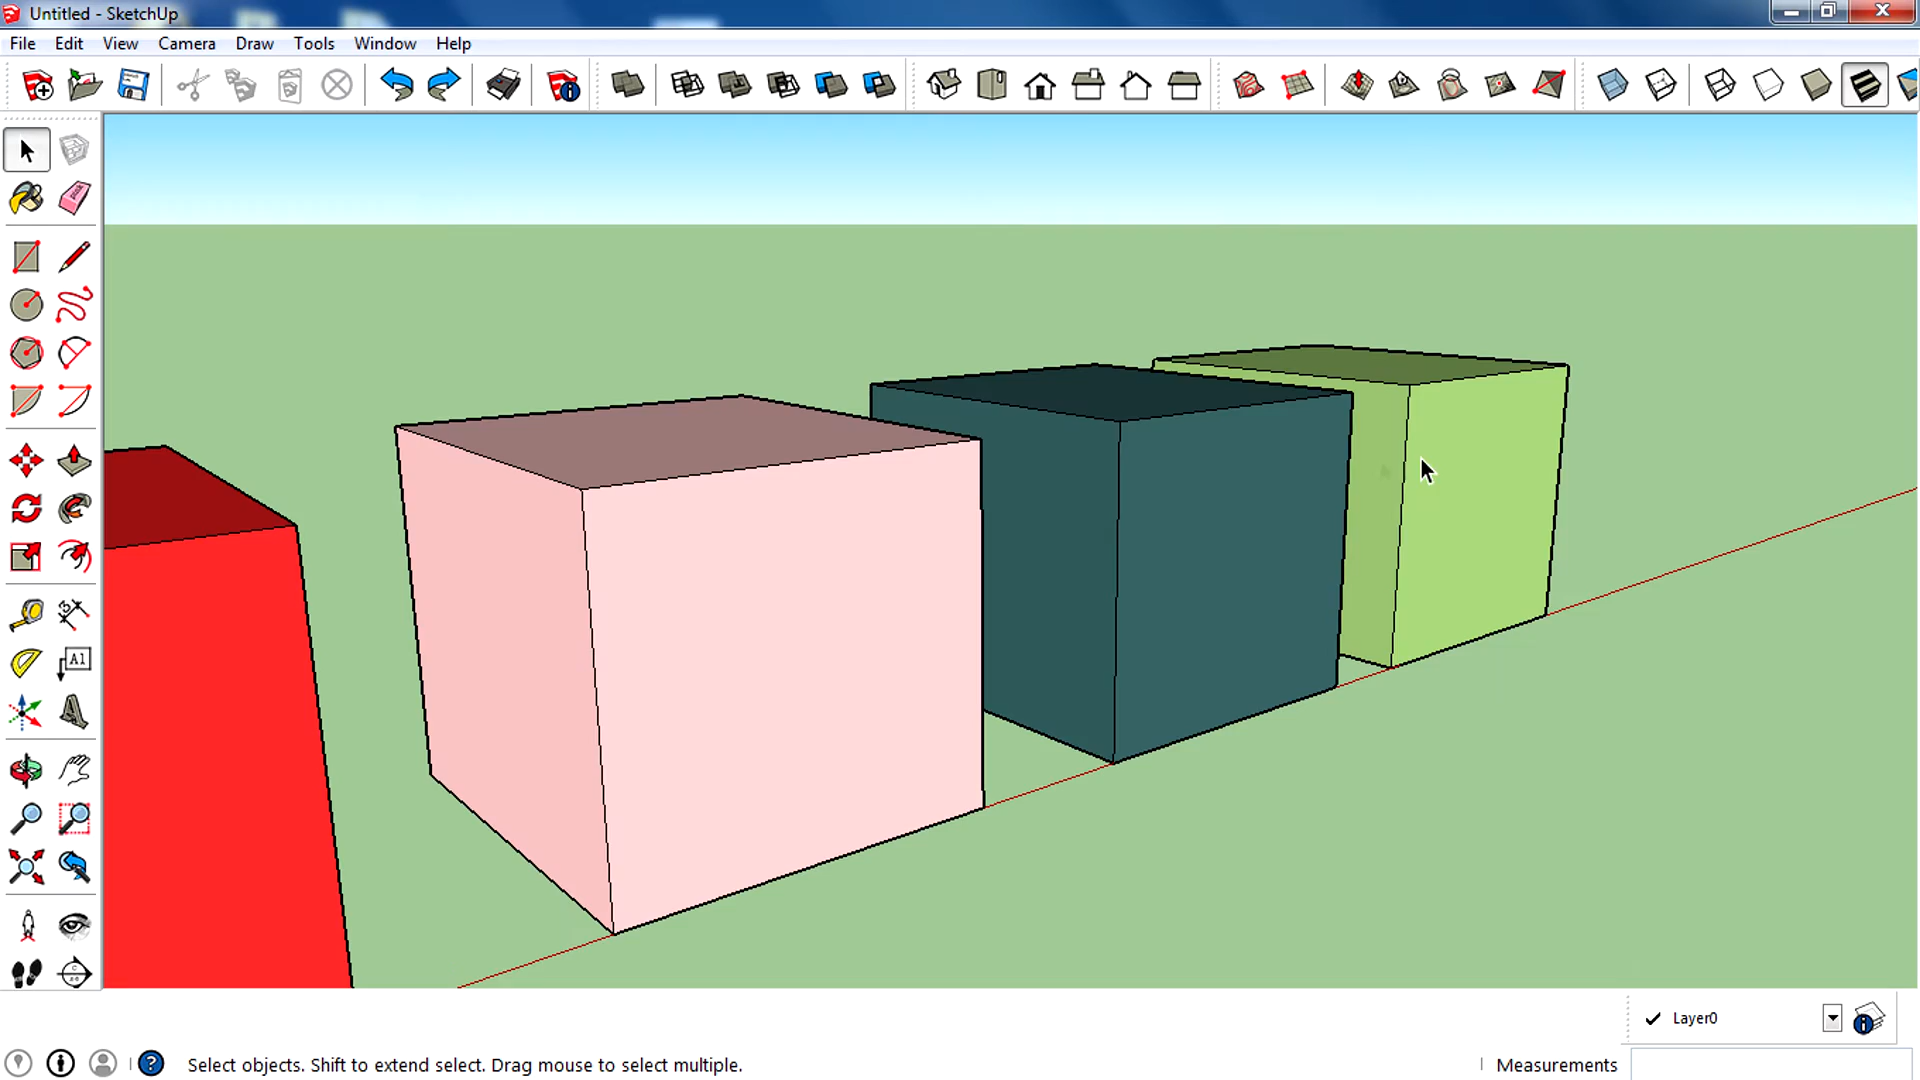 Untitled - SketchUp
File Edit View Camera Draw Tools Window Help
A1
Layer0
Select objects. Shift to extend select. Drag mouse to select multiple.
Measurements